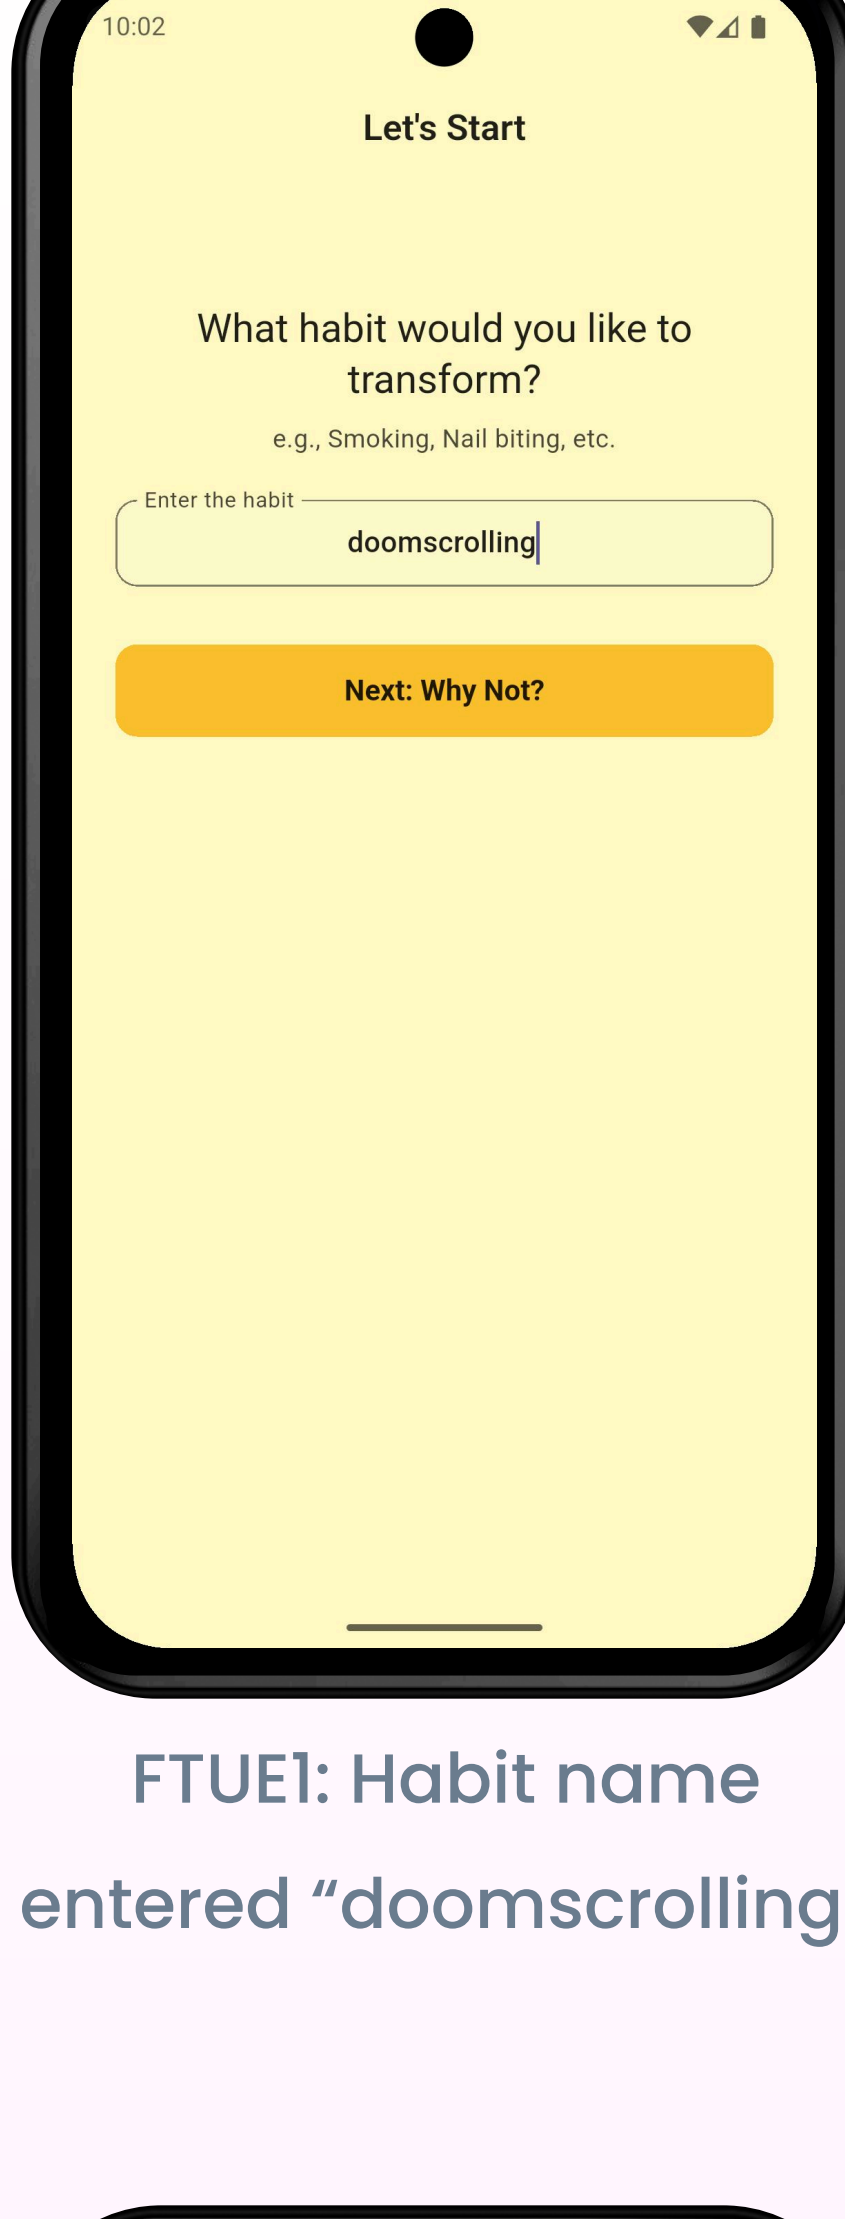 10:02
Let's Start
What habit would you like to
transform?
e.g., Smoking, Nail biting, etc.
Enter the habit
doomscrolling
Next: Why Not?
FTUE1: Habit name
entered “doomscrolling